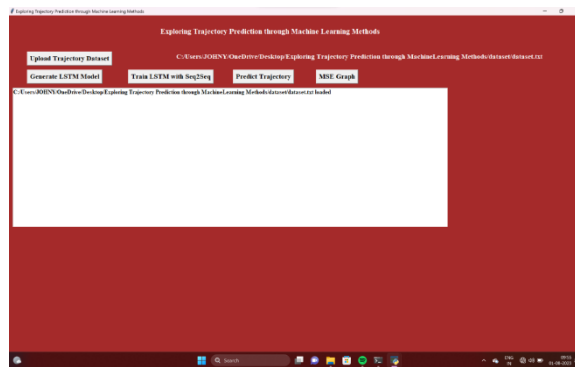 Exploring Trajectory Prediction through Machine Learning Methods
Exploring Trajectory Prediction through Machine Learning Methods
Upload Trajectory Dataset
C:/Users/JOHNY/OneDrive/Desktop/Exploring Trajectory Prediction through MachineLearning Methods/dataset/dataset.txt
Generate LSTM Model
Train LSTM with Seq2Seq
Predict Trajectory
MSE Graph
C:/Users/JOHNY/OneDrive/Desktop/Exploring Trajectory Prediction through MachineLearning Methods/dataset/dataset.txt loaded
Search
ENG